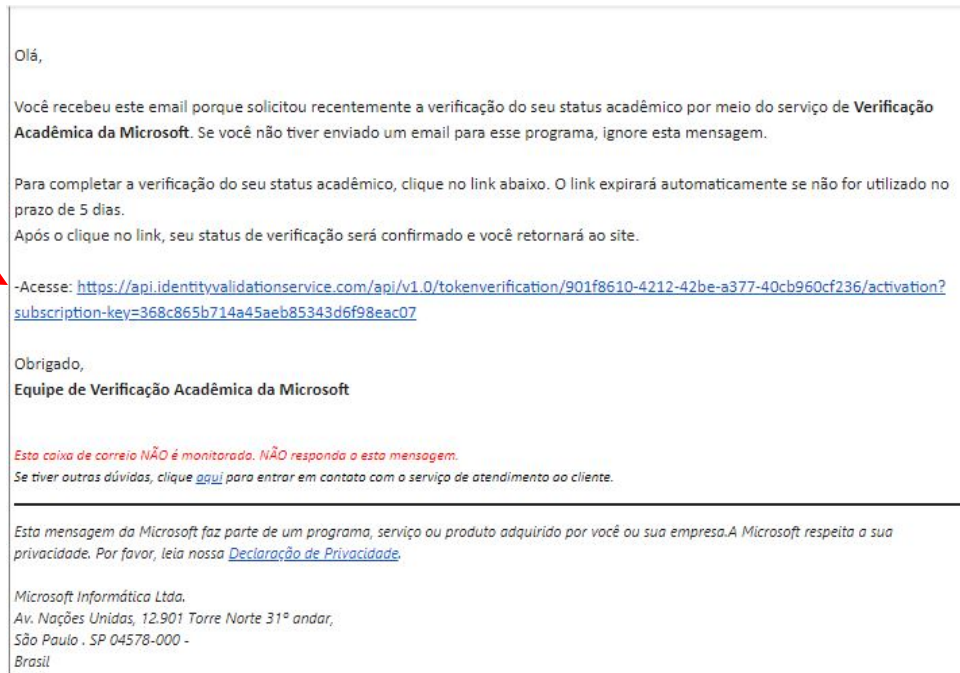 Olá,
Você recebeu este email porque solicitou recentemente a verificação do seu status acadêmico por meio do serviço de Verificação
Acadêmica da Microsoft. Se você não tiver enviado um email para esse programa, ignore esta mensagem.
Para completar a verificação do seu status acadêmico, clique no link abaixo. O link expirará automaticamente se não for utilizado no
prazo de 5 dias.
Após o clique no link, seu status de verificação será confirmado e você retornará ao site.
-Acesse: https://api.identityvalidationservice.com/api/v1.0/tokenverification/901f8610-4212-42be-a377-40cb960cf236/activation?
subscription-key=368c865b714a45aeb85343d6f98eac07
Obrigado,
Equipe de Verificação Acadêmica da Microsoft
Esta caixa de correio NÃO é monitorada. NÃO responda a esta mensagem.
Se tiver outras dúvidas, clique aqui para entrar em contato com o serviço de atendimento ao cliente.
Esta mensagem da Microsoft faz parte de um programa, serviço ou produto adquirido por você ou sua empresa.A Microsoft respeita a sua
privacidade. Por favor, leia nossa Declaração de Privacidade.
Microsoft Informática Ltda.
Av. Nações Unidas, 12.901 Torre Norte 31º andar,
São Paulo . SP 04578-000 -
Brasil